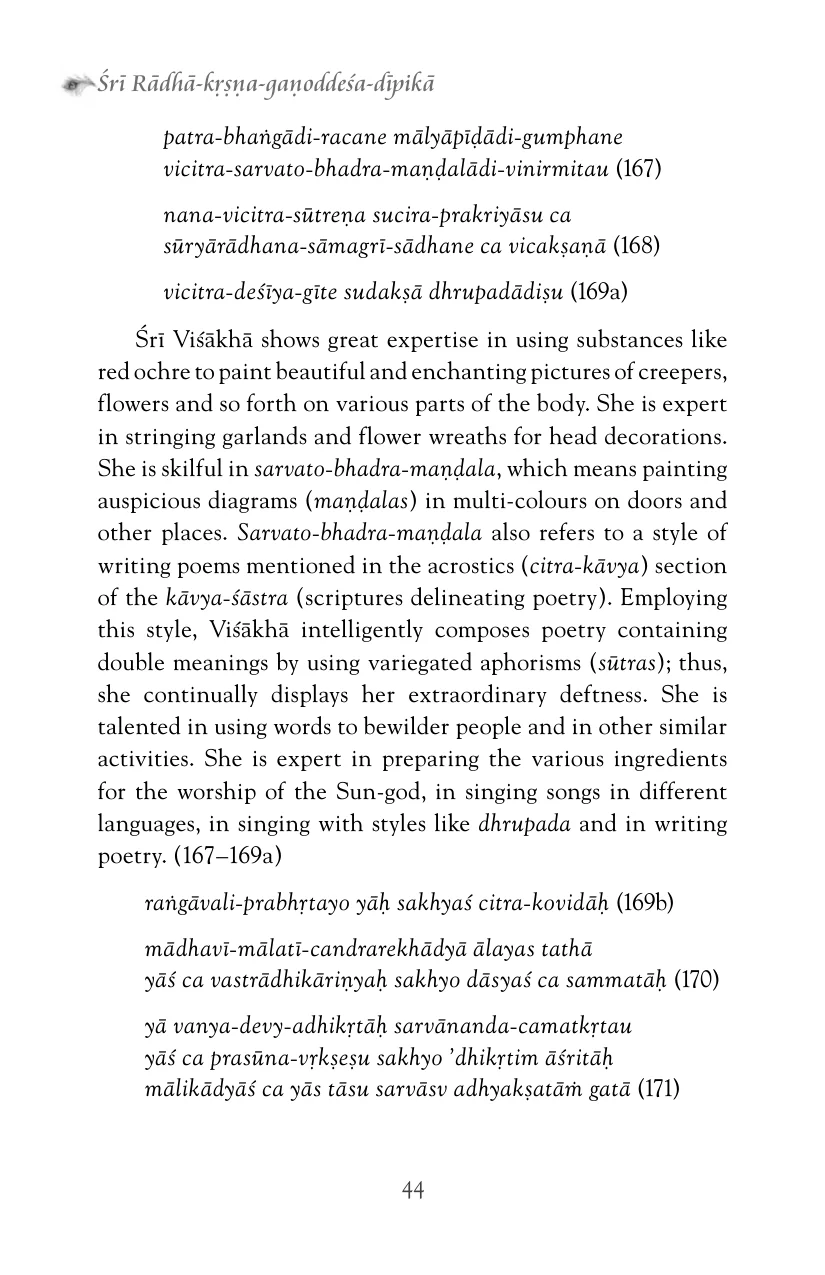 Śrī Rādhā-kṛṣṇa-gaṇoddeśa-dīpikā
patra-bhaṅgādi-racane mālyāpīḍādi-gumphane
vicitra-sarvato-bhadra-maṇḍalādi-vinirmitau (167)
nana-vicitra-sūtreṇa sucira-prakriyāsu ca
sūryārādhana-sāmagrī-sādhane ca vicakṣaṇā (168)
vicitra-deśīya-gīte sudakṣā dhrupadādiṣu (169a)
Śrī Viśākhā shows great expertise in using substances like
red ochre to paint beautiful and enchanting pictures of creepers,
flowers and so forth on various parts of the body. She is expert
in stringing garlands and flower wreaths for head decorations.
She is skilful in sarvato-bhadra-maṇḍala, which means painting
auspicious diagrams (maṇḍalas) in multi-colours on doors and
other places. Sarvato-bhadra-maṇḍala also refers to a style of
writing poems mentioned in the acrostics (citra-kāvya) section
of the kāvya-śāstra (scriptures delineating poetry). Employing
this style, Viśākhā intelligently composes poetry containing
double meanings by using variegated aphorisms (sūtras); thus,
she continually displays her extraordinary deftness. She is
talented in using words to bewilder people and in other similar
activities. She is expert in preparing the various ingredients
for the worship of the Sun-god, in singing songs in different
languages, in singing with styles like dhrupada and in writing
poetry. (167–169a)
raṅgāvali-prabhṛtayo yāḥ sakhyaś citra-kovidāḥ (169b)
mādhavī-mālatī-candrarekhādyā ālayas tathā
yāś ca vastrādhikāriṇyaḥ sakhyo dāsyaś ca sammatāḥ (170)
yā vanya-devy-adhikṛtāḥ sarvānanda-camatkṛtau
yāś ca prasūna-vṛkṣeṣu sakhyo ’dhikṛtim āśritāḥ
mālikādyāś ca yās tāsu sarvāsv adhyakṣatāṁ gatā (171)
44